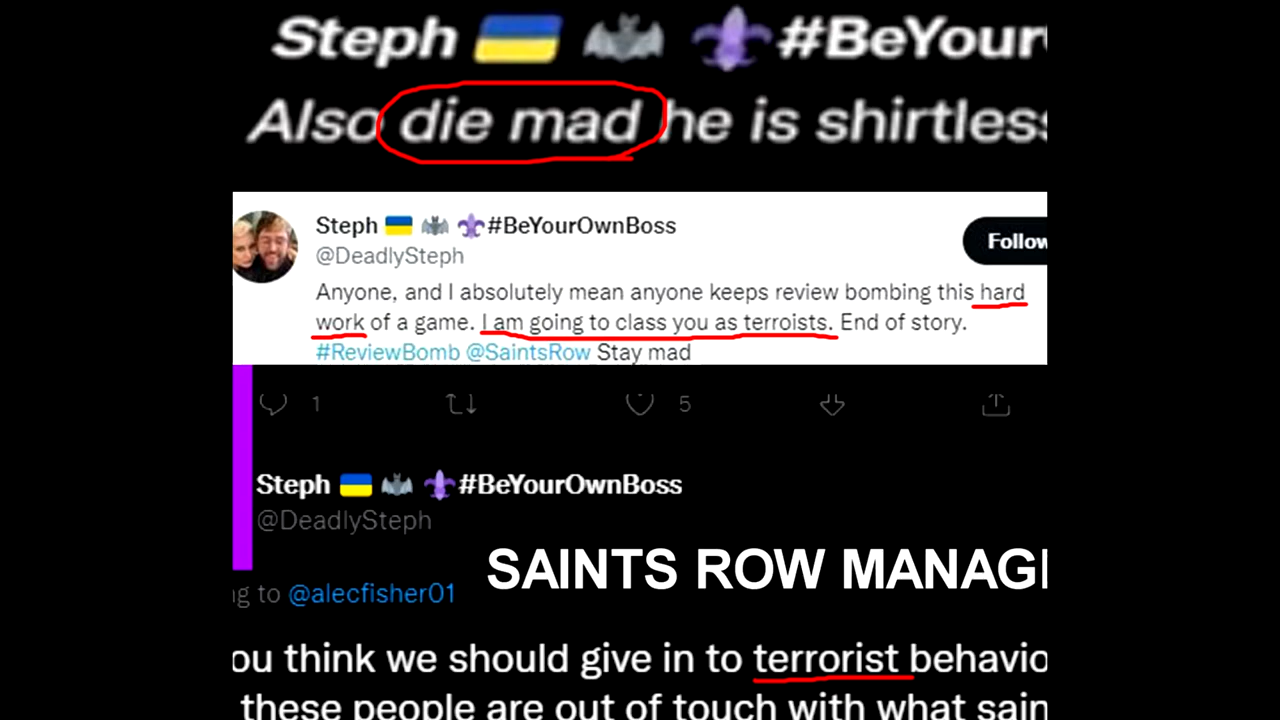 Steph 🇺🇦 🦇 ⚜#BeYour
Also die mad he is shirtless
Steph 🇺🇦 🦇 ⚜#BeYourOwnBoss
@DeadlySteph
Follow
Anyone, and I absolutely mean anyone keeps review bombing this hard
work of a game. I am going to class you as terroists. End of story.
#ReviewBomb @SaintsRow Stay mad
1 5
Steph 🇺🇦 🦇 ⚜#BeYourOwnBoss
@DeadlySteph
SAINTS ROW MANAG
ng to @alecfisher01
ou think we should give in to terrorist behavio
these people are out of touch with what sain